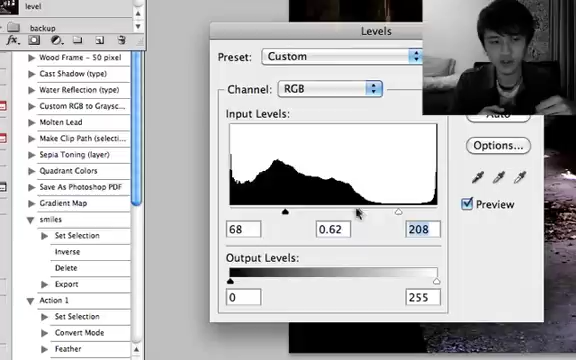 level
backup
fx.
Wood Frame - 50 pixel
Cast Shadow (type)
Water Reflection (type)
Custom RGB to Graysc...
Molten Lead
Make Clip Path (selecti...
Sepia Toning (layer)
Quadrant Colors
Save As Photoshop PDF
Gradient Map
smiles
Set Selection
Inverse
Delete
Export
Action 1
Set Selection
Convert Mode
Feather
Levels
Preset: Custom
Channel: RGB
Input Levels:
68 0.62 208
Output Levels:
0 255
Auto
Options...
Preview